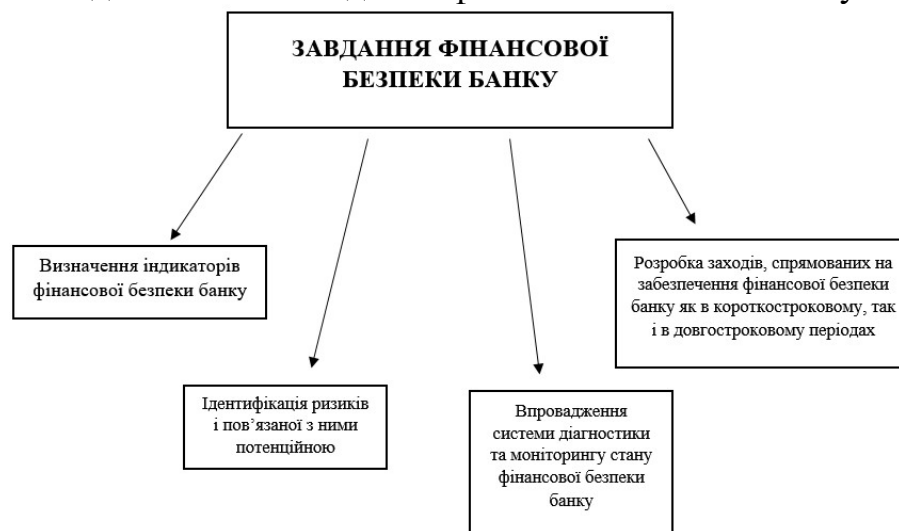 ЗАВДАННЯ ФІНАНСОВОЇ
БЕЗПЕКИ БАНКУ
Визначення індикаторів
фінансової безпеки банку
Розробка заходів, спрямованих на
забезпечення фінансової безпеки
банку як в короткостроковому, так
і в довгостроковому періодах
Ідентифікація ризиків
і пов’язаної з ними
потенційною
Впровадження
системи діагностики
та моніторингу стану
фінансової безпеки
банку